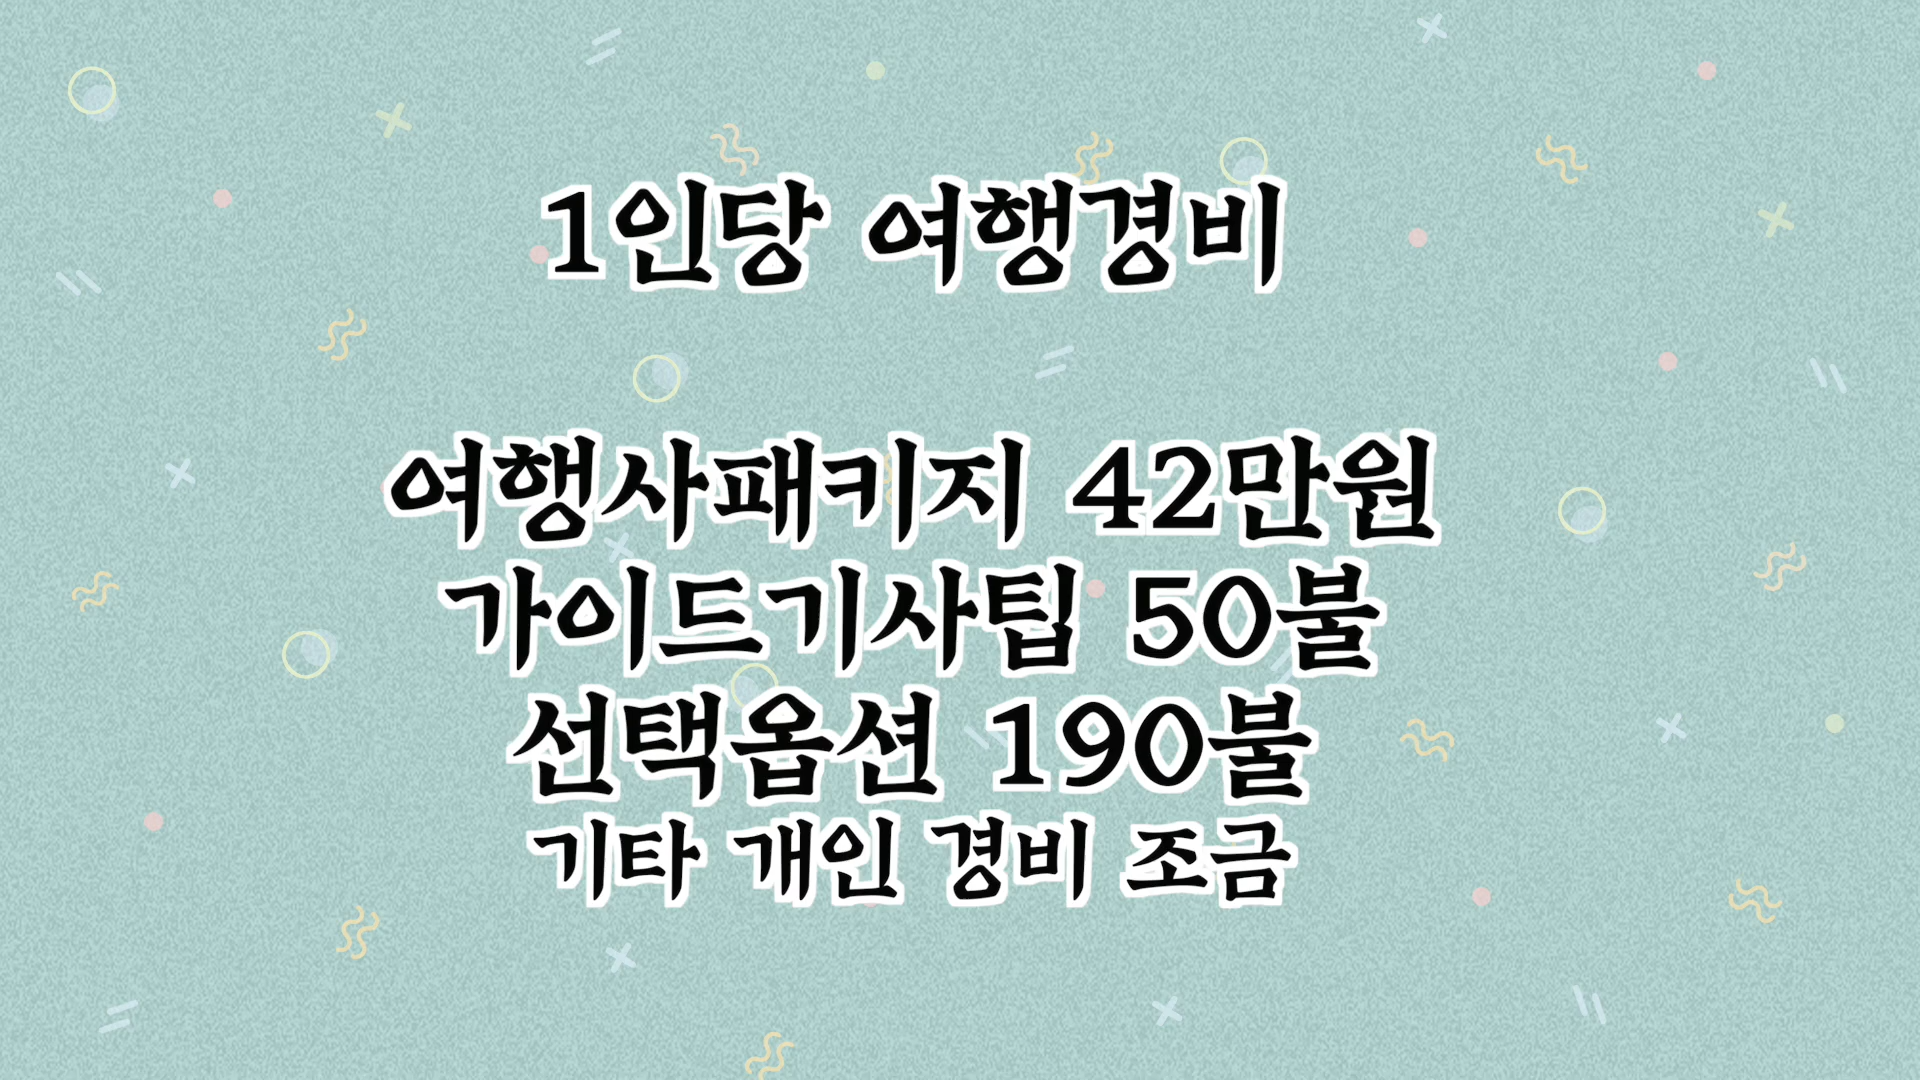 1인당 여행경비
여행사패키지 42만원
가이드기사팁 50불
선택옵션 190불
기타 개인 경비 조금